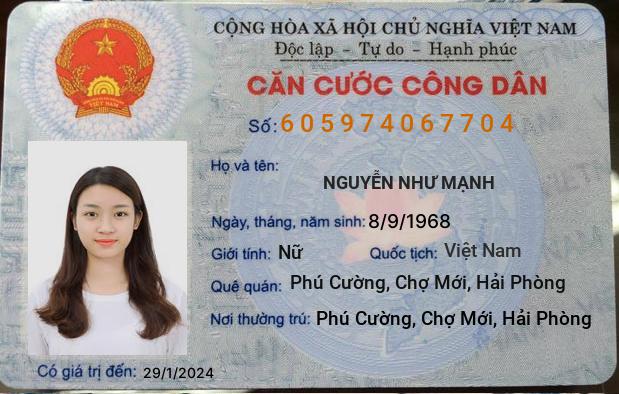 CỘNG HÒA XÃ HỘI CHỦ NGHĨA VIỆT NAM
Độc lập - Tự do - Hạnh phúc
CĂN CƯỚC CÔNG DÂN
Số: 605974067704
Họ và tên:
NGUYỄN NHƯ MẠNH
Ngày, tháng, năm sinh: 8/9/1968
Giới tính: Nữ Quốc tịch: Việt Nam
Quê quán: Phú Cường, Chợ Mới, Hải Phòng
Nơi thường trú: Phú Cường, Chợ Mới, Hải Phòng
Có giá trị đến: 29/1/2024
VIỆT NAM